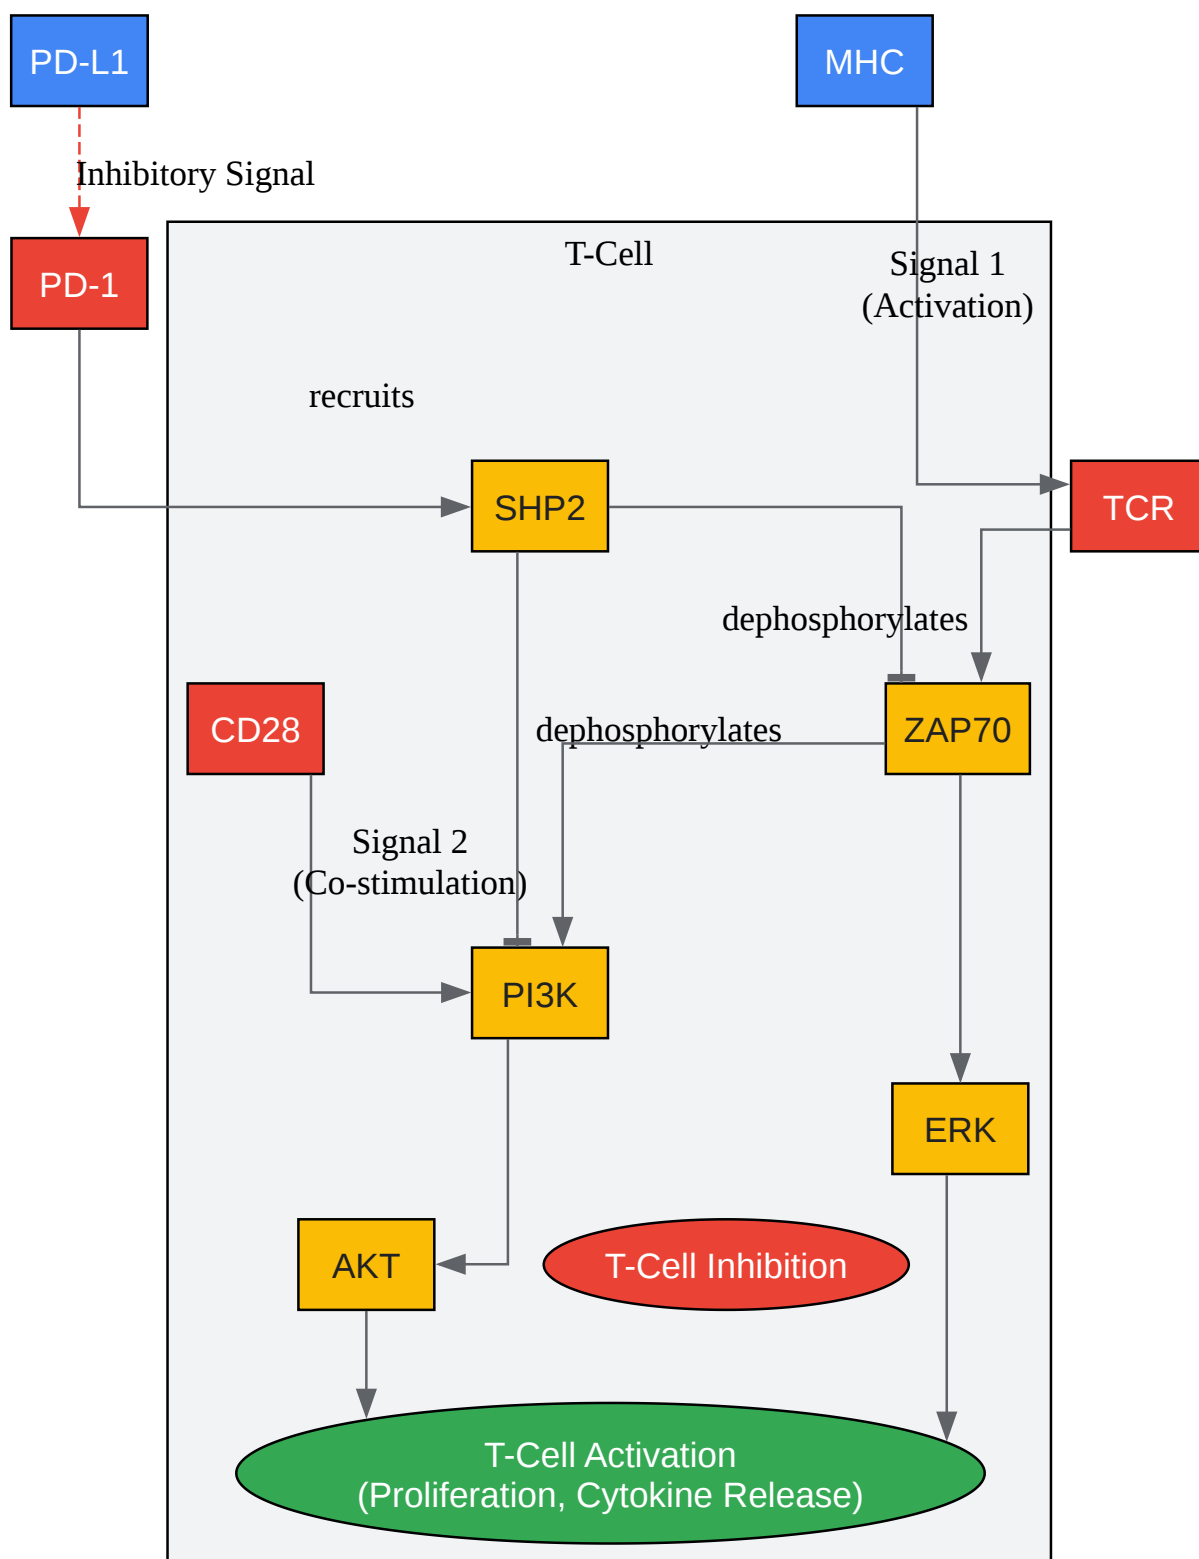 PD-L1
MHC
Inhibitory Signal
T-Cell
Signal 1
(Activation)
PD-1
recruits
SHP2
TCR
dephosphorylates
CD28
dephosphorylates
ZAP70
Signal 2
(Co-stimulation)
PI3K
ERK
AKT
T-Cell Inhibition
T-Cell Activation
(Proliferation, Cytokine Release)